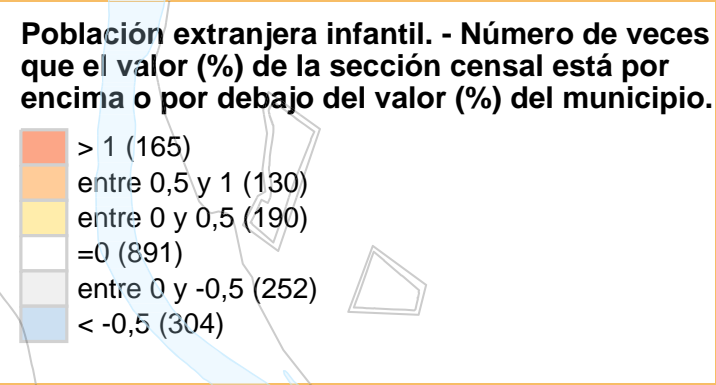 Población extranjera infantil. - Número de veces
que el valor (%) de la sección censal está por
encima o por debajo del valor (%) del municipio.
> 1 (165)
entre 0,5 y 1 (130)
entre 0 y 0,5 (190)
=0 (891)
entre 0 y -0,5 (252)
< -0,5 (304)